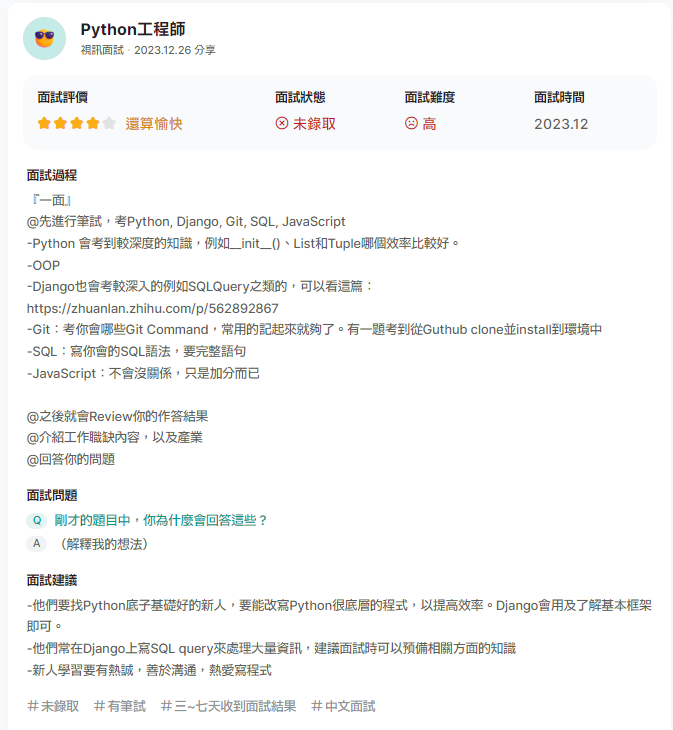 Python工程師
視訊面試 · 2023.12.26 分享
面試評價 面試狀態 面試難度 面試時間
還算愉快 未錄取 高 2023.12
面試過程
『一面』
@先進行筆試，考Python, Django, Git, SQL, JavaScript
-Python 會考到較深度的知識，例如__init__()、List和Tuple哪個效率比較好。
-OOP
-Django也會考較深入的例如SQLQuery之類的，可以看這篇：
https://zhuanlan.zhihu.com/p/562892867
-Git：考你會哪些Git Command，常用的記起來就夠了。有一題考到從Guthub clone並install到環境中
-SQL：寫你會的SQL語法，要完整語句
-JavaScript：不會沒關係，只是加分而已
@之後就會Review你的作答結果
@介紹工作職缺內容，以及產業
@回答你的問題
面試問題
Q 剛才的題目中，你為什麼會回答這些？
A （解釋我的想法）
面試建議
-他們要找Python底子基礎好的新人，要能改寫Python很底層的程式，以提高效率。Django會用及了解基本框架
即可。
-他們常在Django上寫SQL query來處理大量資訊，建議面試時可以預備相關方面的知識
-新人學習要有熱誠，善於溝通，熱愛寫程式
＃未錄取 ＃有筆試 ＃三~七天收到面試結果 ＃中文面試